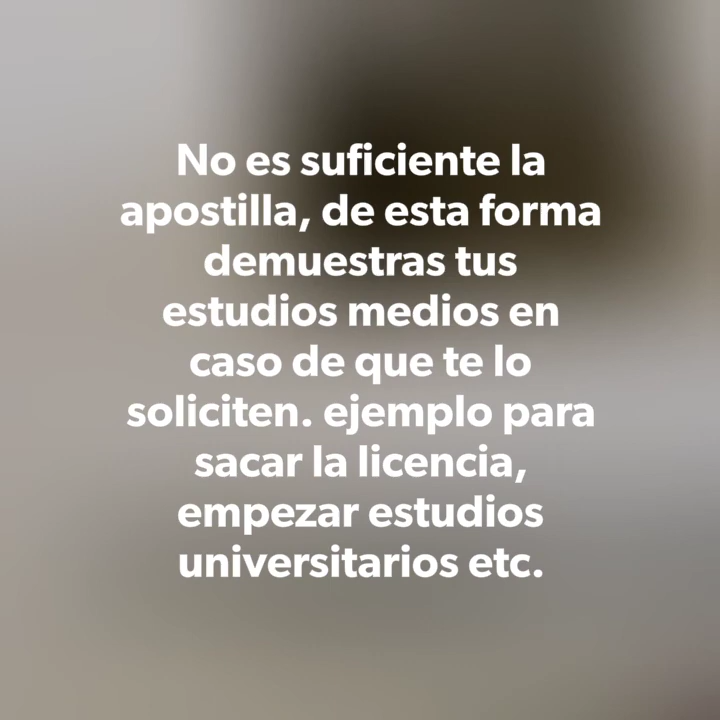 No es suficiente la
apostilla, de esta forma
demuestras tus
estudios medios en
caso de que te lo
soliciten. ejemplo para
sacar la licencia,
empezar estudios
universitarios etc.